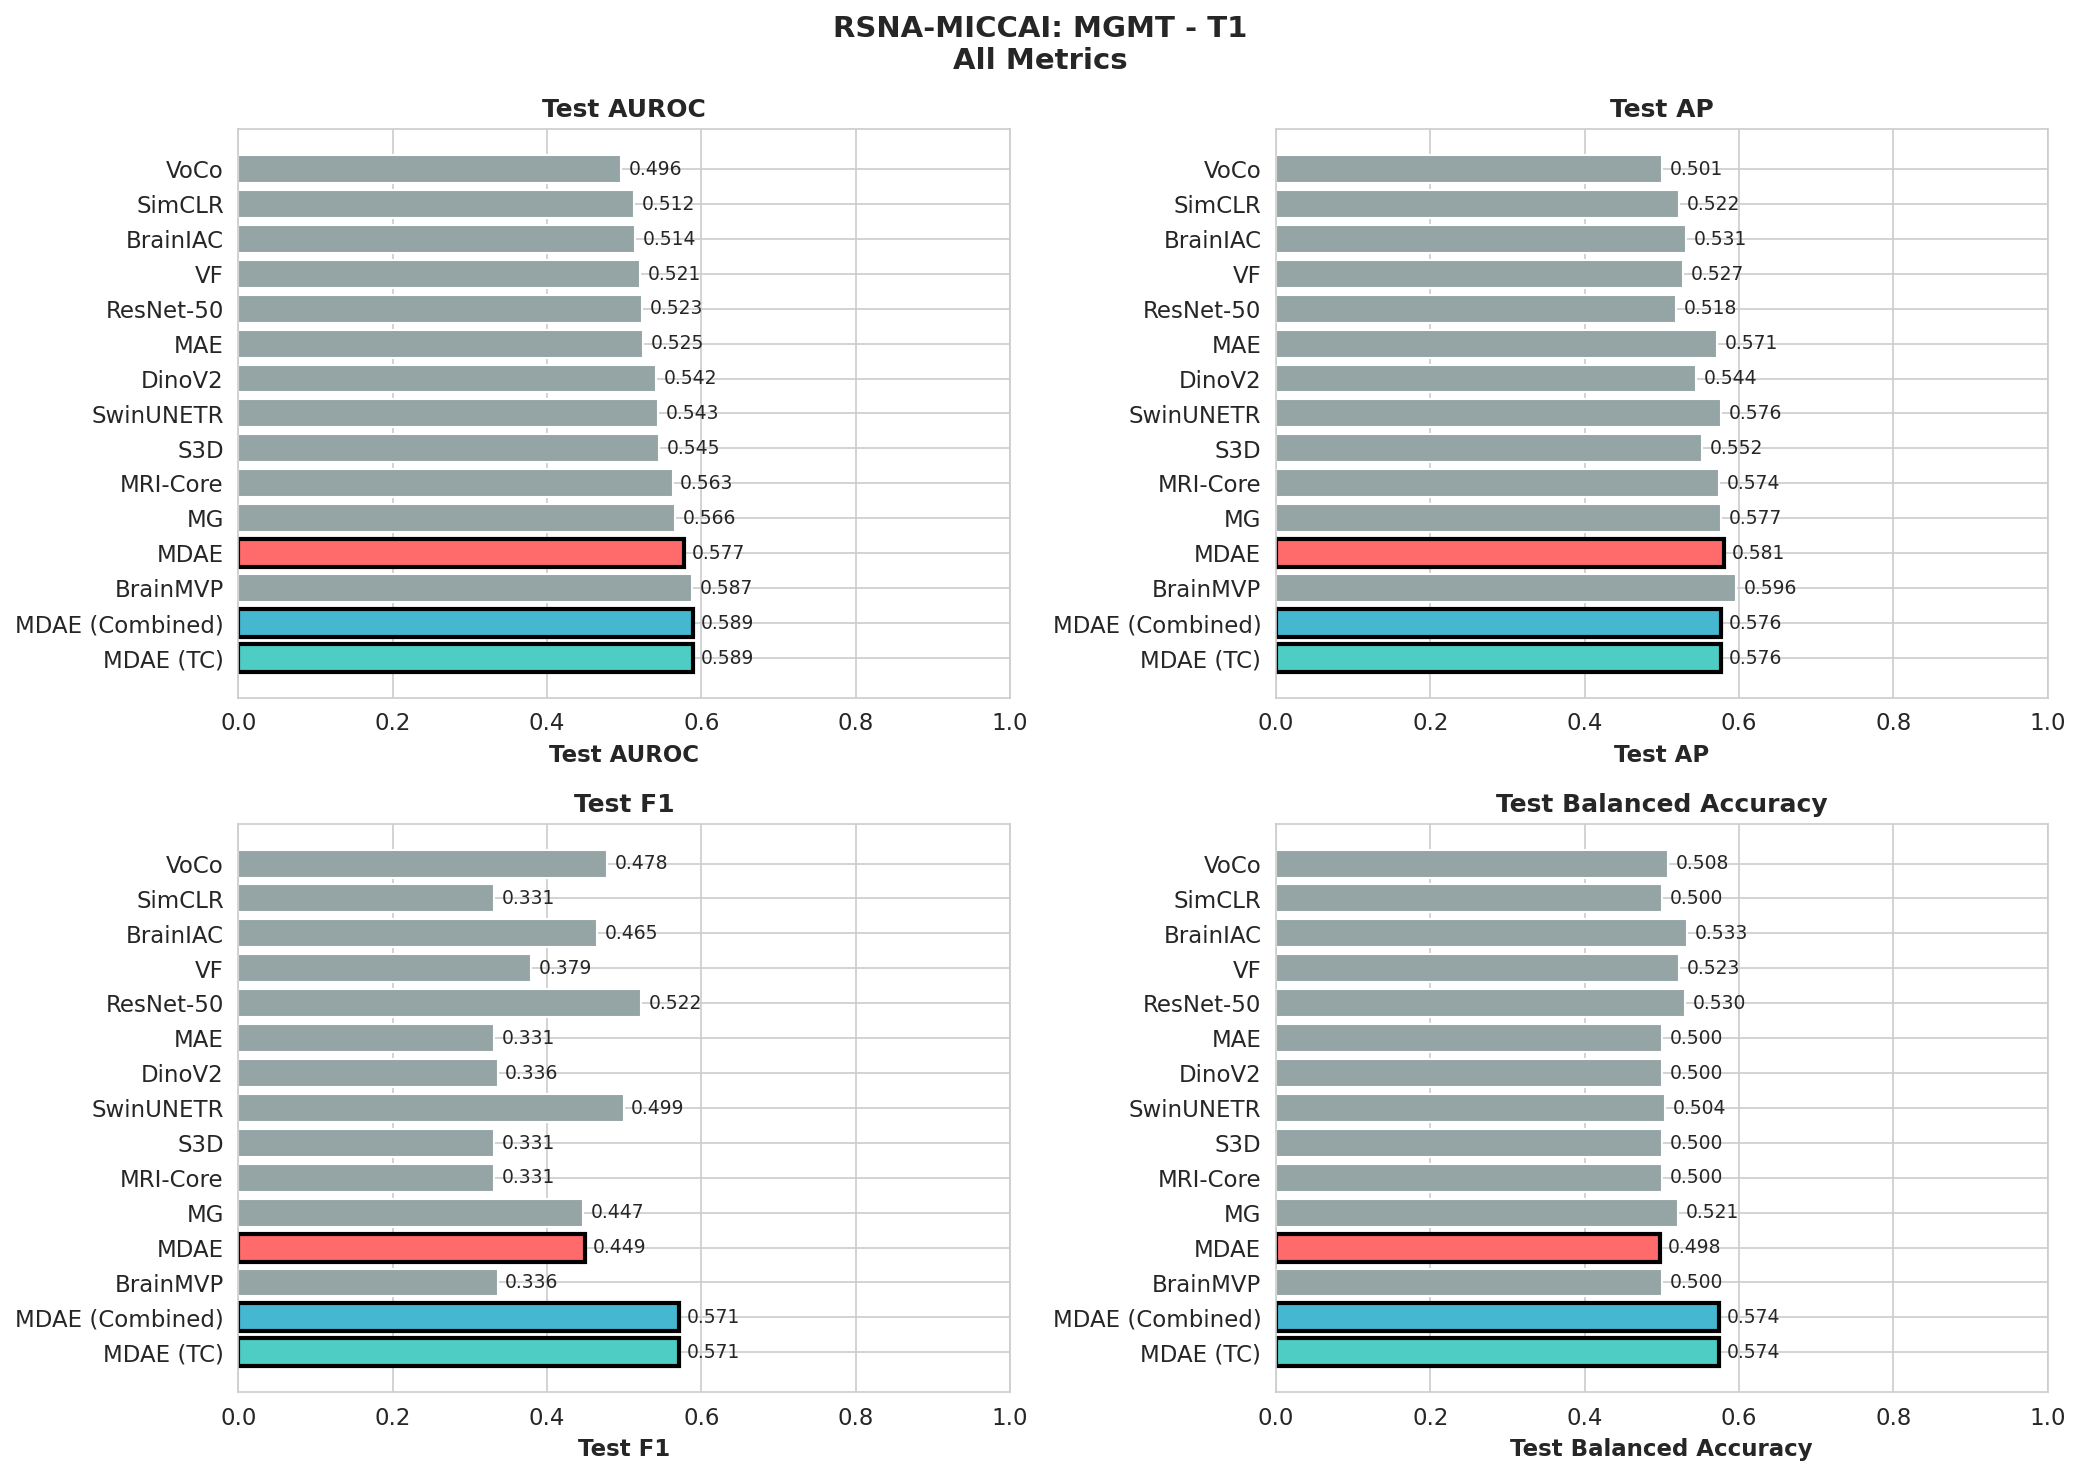 RSNA-MICCAI: MGMT - T1
All Metrics
Test AUROC
VoCo 0.496
SimCLR 0.512
BrainIAC 0.514
VF 0.521
ResNet-50 0.523
MAE 0.525
DinoV2 0.542
SwinUNETR 0.543
S3D 0.545
MRI-Core 0.563
MG 0.566
MDAE 0.577
BrainMVP 0.587
MDAE (Combined) 0.589
MDAE (TC) 0.589
0.0 0.2 0.4 0.6 0.8 1.0
Test AUROC
Test AP
VoCo 0.501
SimCLR 0.522
BrainIAC 0.531
VF 0.527
ResNet-50 0.518
MAE 0.571
DinoV2 0.544
SwinUNETR 0.576
S3D 0.552
MRI-Core 0.574
MG 0.577
MDAE 0.581
BrainMVP 0.596
MDAE (Combined) 0.576
MDAE (TC) 0.576
0.0 0.2 0.4 0.6 0.8 1.0
Test AP
Test F1
VoCo 0.478
SimCLR 0.331
BrainIAC 0.465
VF 0.379
ResNet-50 0.522
MAE 0.331
DinoV2 0.336
SwinUNETR 0.499
S3D 0.331
MRI-Core 0.331
MG 0.447
MDAE 0.449
BrainMVP 0.336
MDAE (Combined) 0.571
MDAE (TC) 0.571
0.0 0.2 0.4 0.6 0.8 1.0
Test F1
Test Balanced Accuracy
VoCo 0.508
SimCLR 0.500
BrainIAC 0.533
VF 0.523
ResNet-50 0.530
MAE 0.500
DinoV2 0.500
SwinUNETR 0.504
S3D 0.500
MRI-Core 0.500
MG 0.521
MDAE 0.498
BrainMVP 0.500
MDAE (Combined) 0.574
MDAE (TC) 0.574
0.0 0.2 0.4 0.6 0.8 1.0
Test Balanced Accuracy